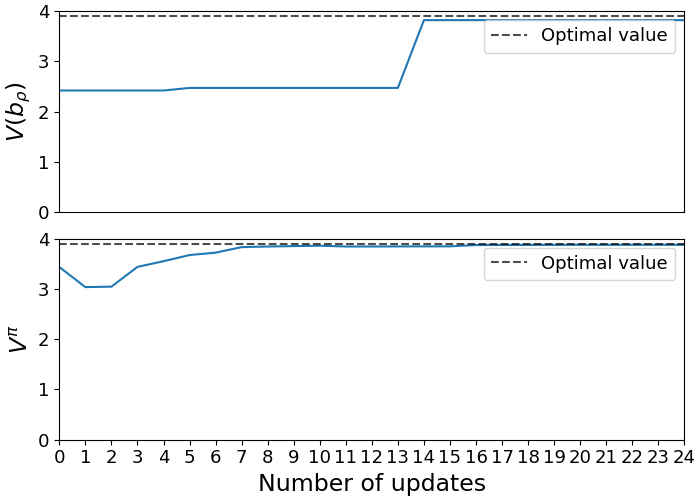 4
3
2
1
0
V(b_ρ)
Optimal value
4
3
2
1
0
V^π
Optimal value
0 1 2 3 4 5 6 7 8 9 10 11 12 13 14 15 16 17 18 19 20 21 22 23 24
Number of updates